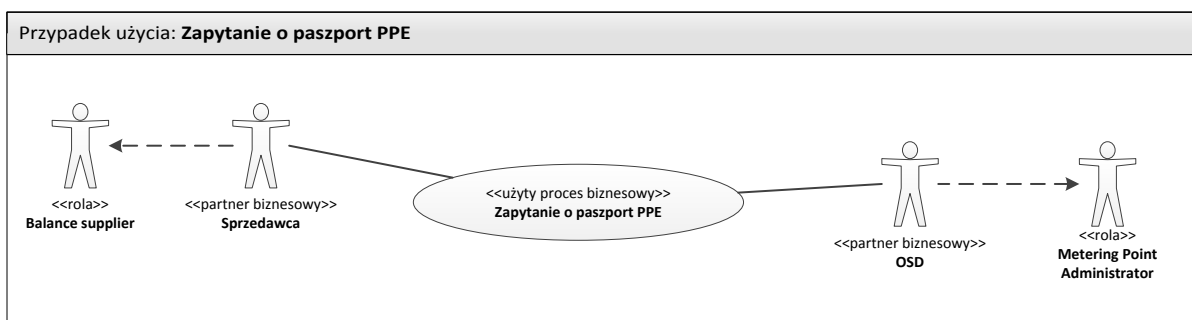 Przypadek użycia: Zapytanie o paszport PPE
<<rola>>
Balance supplier
<<partner biznesowy>>
Sprzedawca
<<użyty proces biznesowy>>
Zapytanie o paszport PPE
<<partner biznesowy>>
OSD
<<rola>>
Metering Point
Administrator